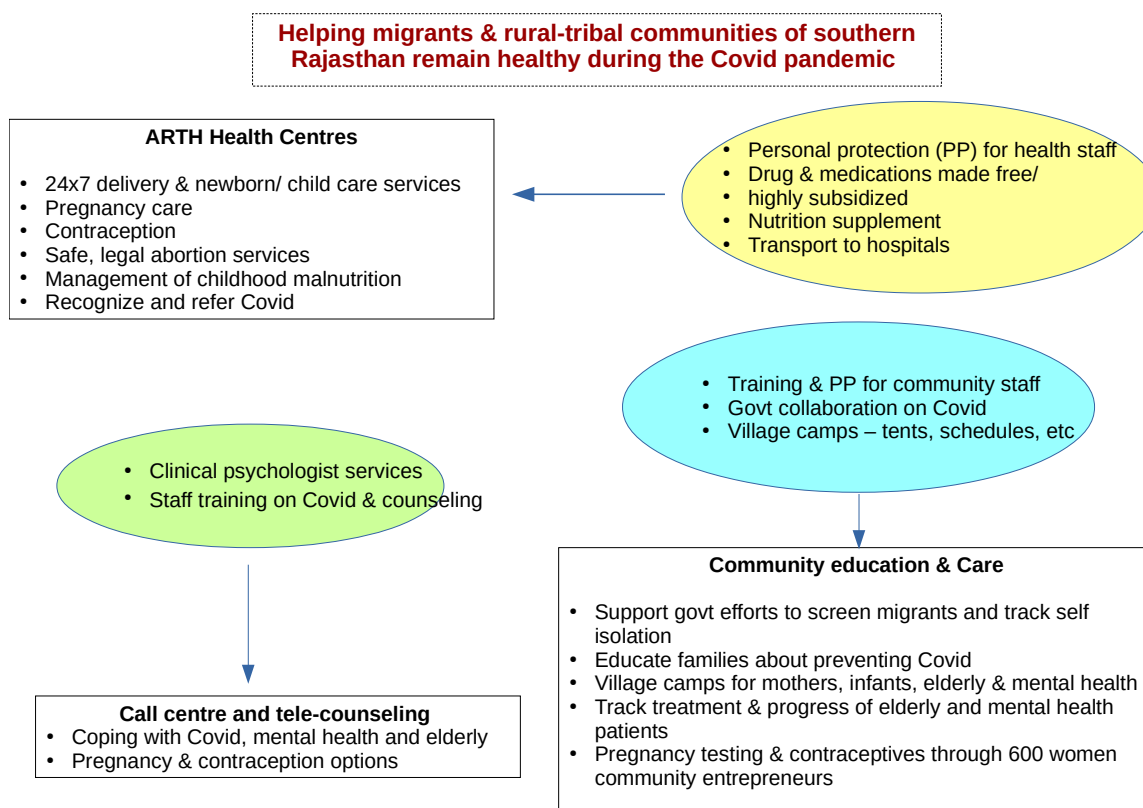 Helping migrants & rural-tribal communities of southern
Rajasthan remain healthy during the Covid pandemic
ARTH Health Centres
• 24x7 delivery & newborn/ child care services
• Pregnancy care
• Contraception
• Safe, legal abortion services
• Management of childhood malnutrition
• Recognize and refer Covid
• Personal protection (PP) for health staff
• Drug & medications made free/
• highly subsidized
• Nutrition supplement
• Transport to hospitals
• Training & PP for community staff
• Govt collaboration on Covid
• Village camps – tents, schedules, etc
• Clinical psychologist services
• Staff training on Covid & counseling
Call centre and tele-counseling
• Coping with Covid, mental health and elderly
• Pregnancy & contraception options
Community education & Care
• Support govt efforts to screen migrants and track self
isolation
• Educate families about preventing Covid
• Village camps for mothers, infants, elderly & mental health
• Track treatment & progress of elderly and mental health
patients
• Pregnancy testing & contraceptives through 600 women
community entrepreneurs